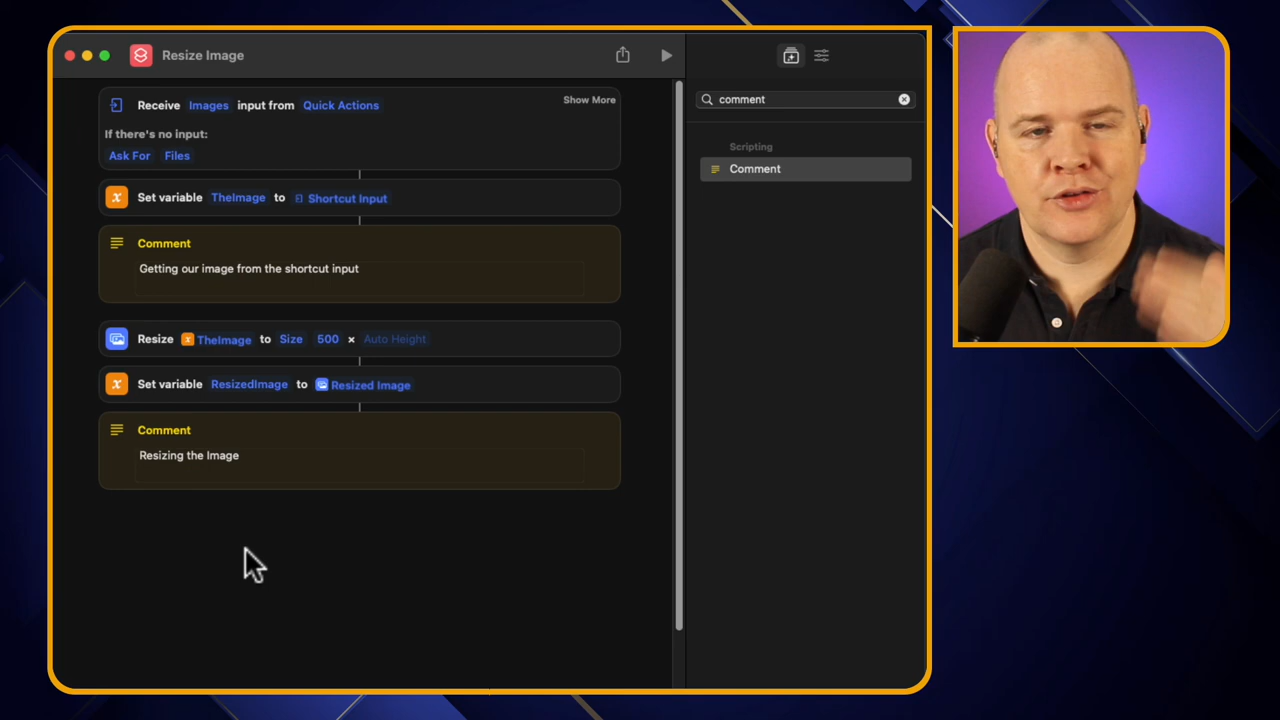 Resize Image
Receive Images input from Quick Actions Show More
If there's no input:
Ask For Files
Set variable TheImage to Shortcut Input
Comment
Getting our image from the shortcut input
Resize TheImage to Size 500 × Auto Height
Set variable ResizedImage to Resized Image
Comment
Resizing the Image
comment
Scripting
Comment